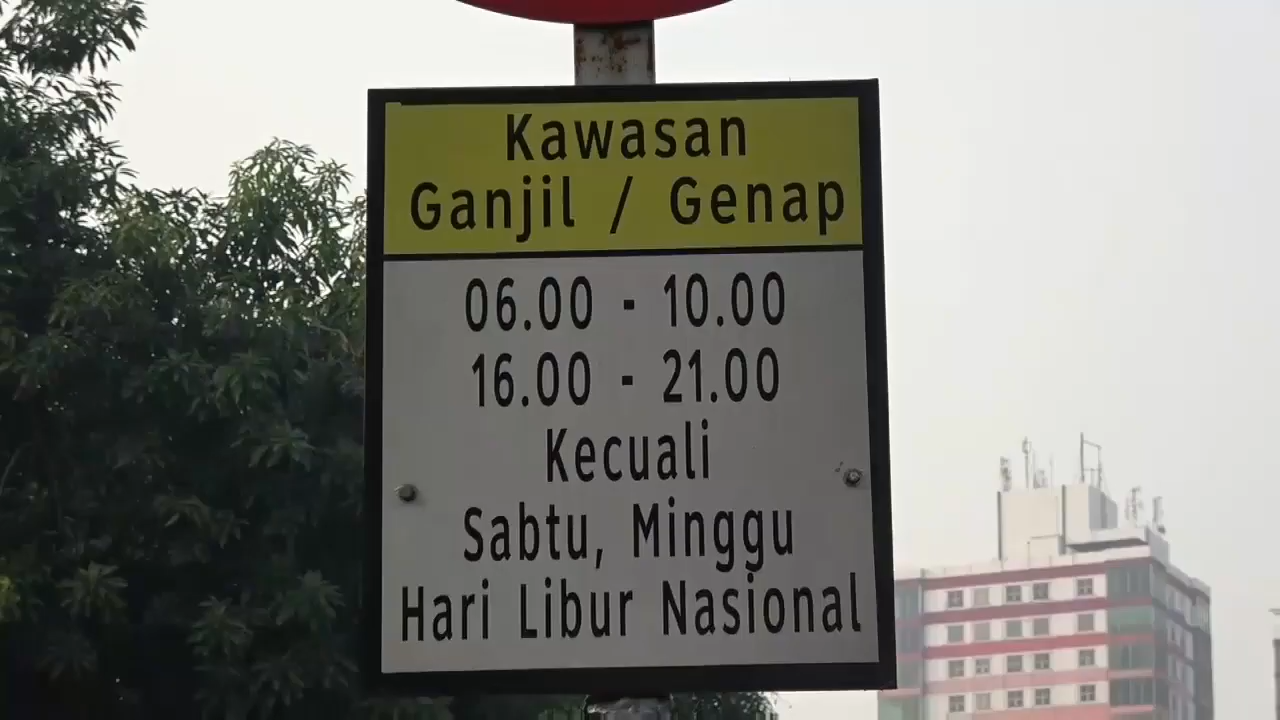 Kawasan
Ganjil / Genap
06.00 - 10.00
16.00 - 21.00
Kecuali
Sabtu, Minggu
Hari Libur Nasional